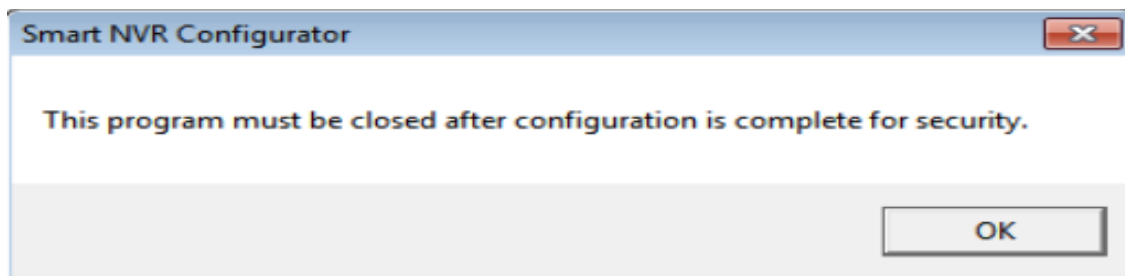 Smart NVR Configurator
This program must be closed after configuration is complete for security.
OK